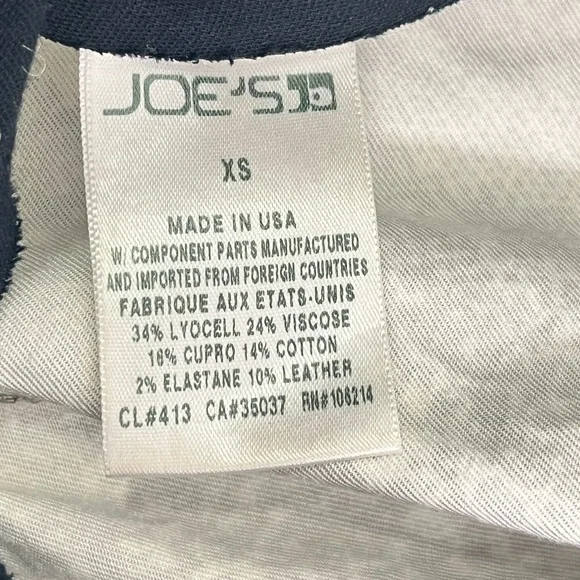 JOE'S
XS
MADE IN USA
W/ COMPONENT PARTS MANUFACTURED
AND IMPORTED FROM FOREIGN COUNTRIES
FABRIQUE AUX ETATS-UNIS
34% LYOCELL 24% VISCOSE
16% CUPRO 14% COTTON
2% ELASTANE 10% LEATHER
CL#413 CA#35037 RN#106214